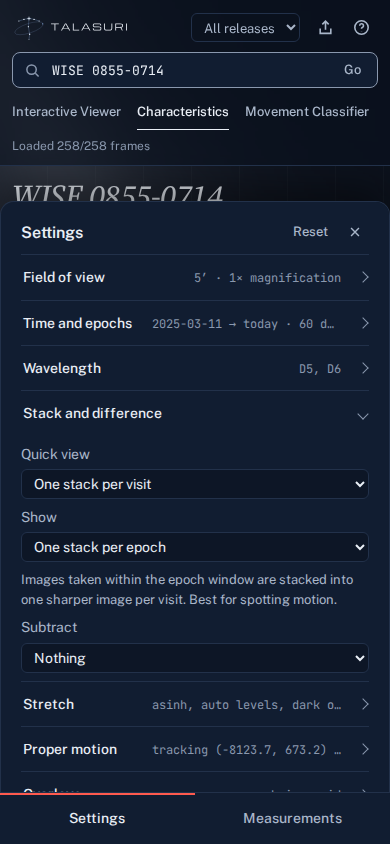 TALASURI
All releases
WISE 0855-0714
Go
Interactive Viewer
Characteristics
Movement Classifier
Loaded 258/258 frames
WISE 0855-0714
Settings
Reset
Field of view
5′ · 1× magnification
Time and epochs
2025-03-11 → today · 60 d…
Wavelength
D5, D6
Stack and difference
Quick view
One stack per visit
Show
One stack per epoch
Images taken within the epoch window are stacked into
one sharper image per visit. Best for spotting motion.
Subtract
Nothing
Stretch
asinh, auto levels, dark o…
Proper motion
tracking (-8123.7, 673.2) …
Settings
Measurements